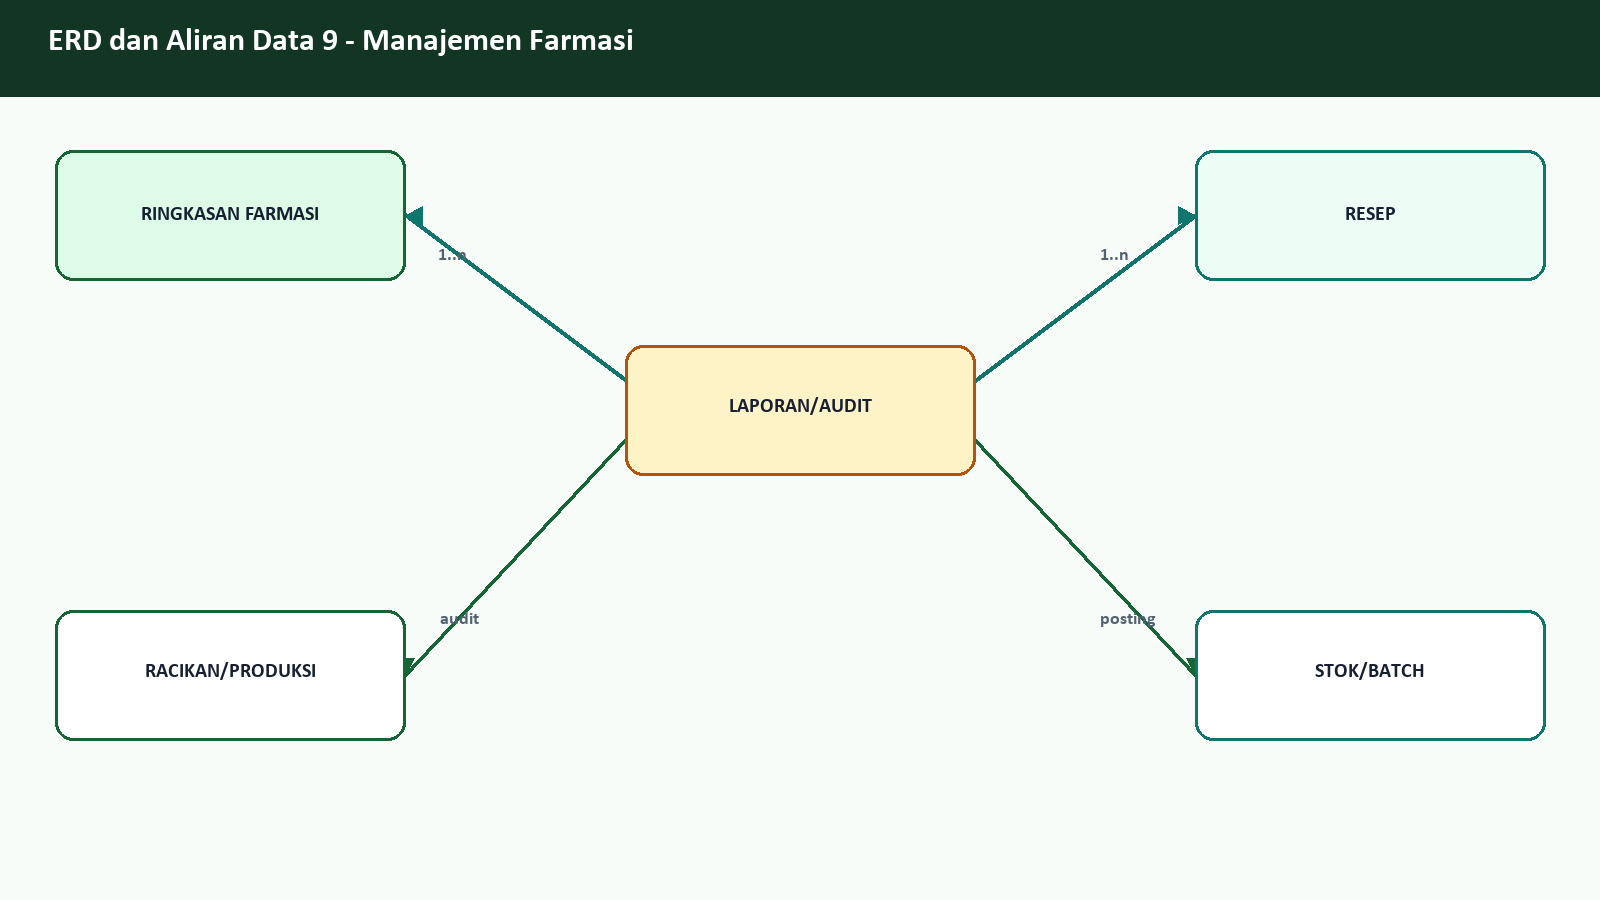 ERD dan Aliran Data 9 - Manajemen Farmasi
RINGKASAN FARMASI
RESEP
1..n
1..n
LAPORAN/AUDIT
audit
posting
RACIKAN/PRODUKSI
STOK/BATCH